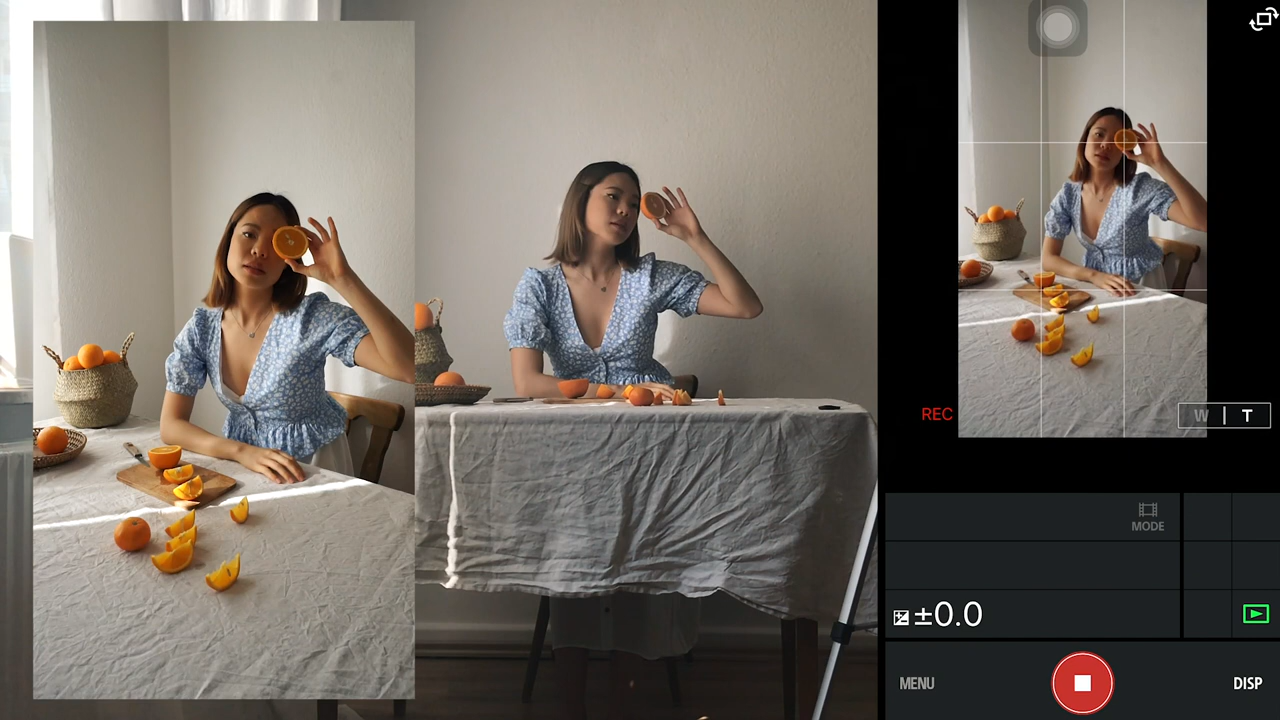 REC
W | T
MODE
±0.0
MENU
DISP